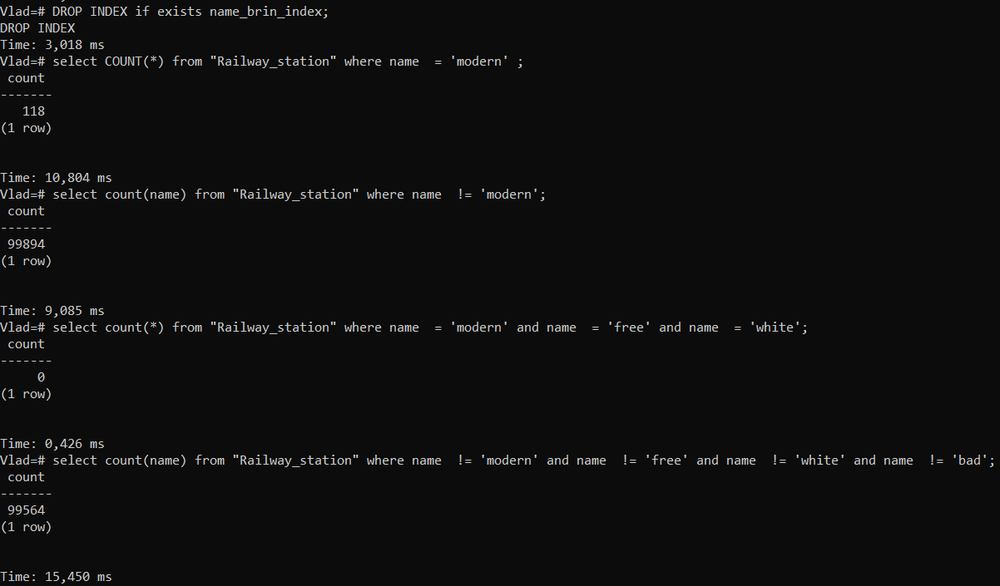 Vlad=# DROP INDEX if exists name_brin_index;
DROP INDEX
Time: 3,018 ms
Vlad=# select COUNT(*) from "Railway_station" where name  = 'modern' ;
 count
-------
   118
(1 row)


Time: 10,804 ms
Vlad=# select count(name) from "Railway_station" where name  != 'modern';
 count
-------
 99894
(1 row)


Time: 9,085 ms
Vlad=# select count(*) from "Railway_station" where name  = 'modern' and name  = 'free' and name  = 'white';
 count
-------
     0
(1 row)


Time: 0,426 ms
Vlad=# select count(name) from "Railway_station" where name  != 'modern' and name  != 'free' and name  != 'white' and name  != 'bad';
 count
-------
 99564
(1 row)


Time: 15,450 ms